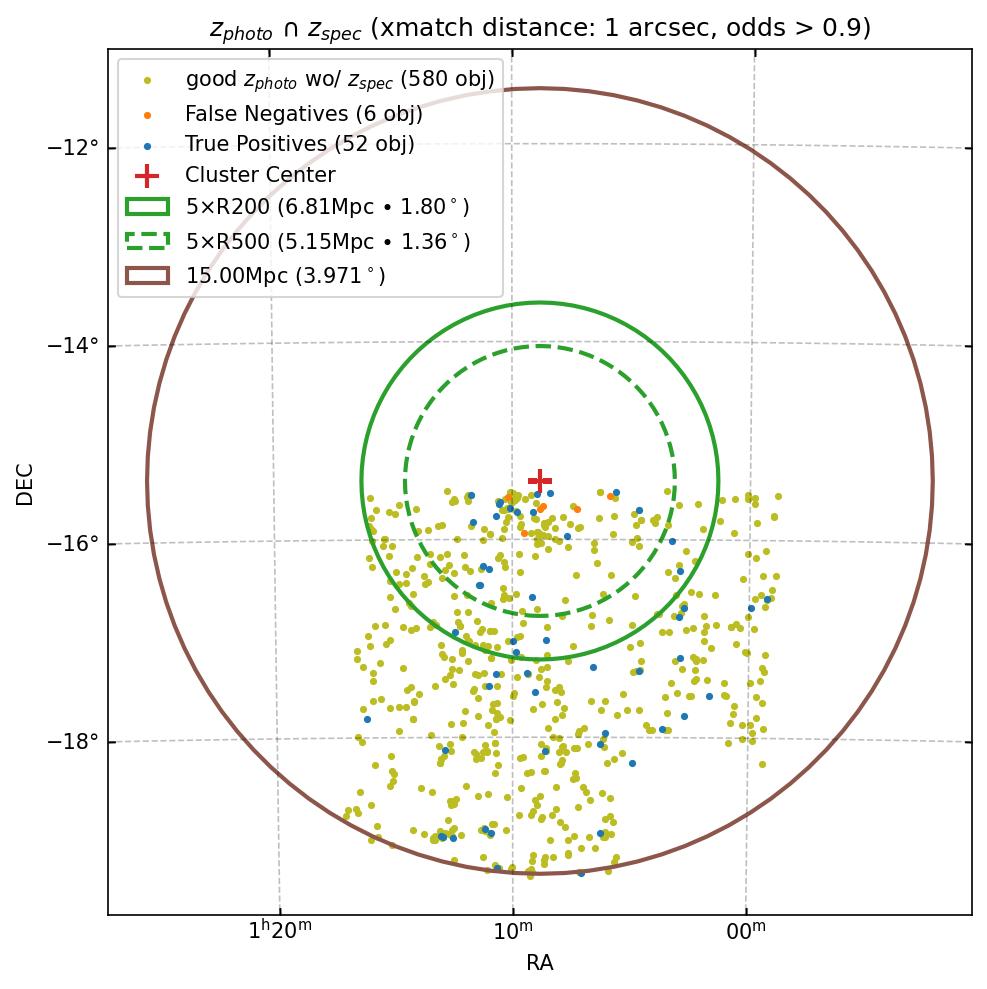 z_photo ∩ z_spec (xmatch distance: 1 arcsec, odds > 0.9)
good z_photo wo/ z_spec (580 obj)
False Negatives (6 obj)
True Positives (52 obj)
Cluster Center
5×R200 (6.81Mpc • 1.80°)
5×R500 (5.15Mpc • 1.36°)
15.00Mpc (3.971°)
−12°
−14°
−16°
−18°
DEC
1h20m
10m
00m
RA